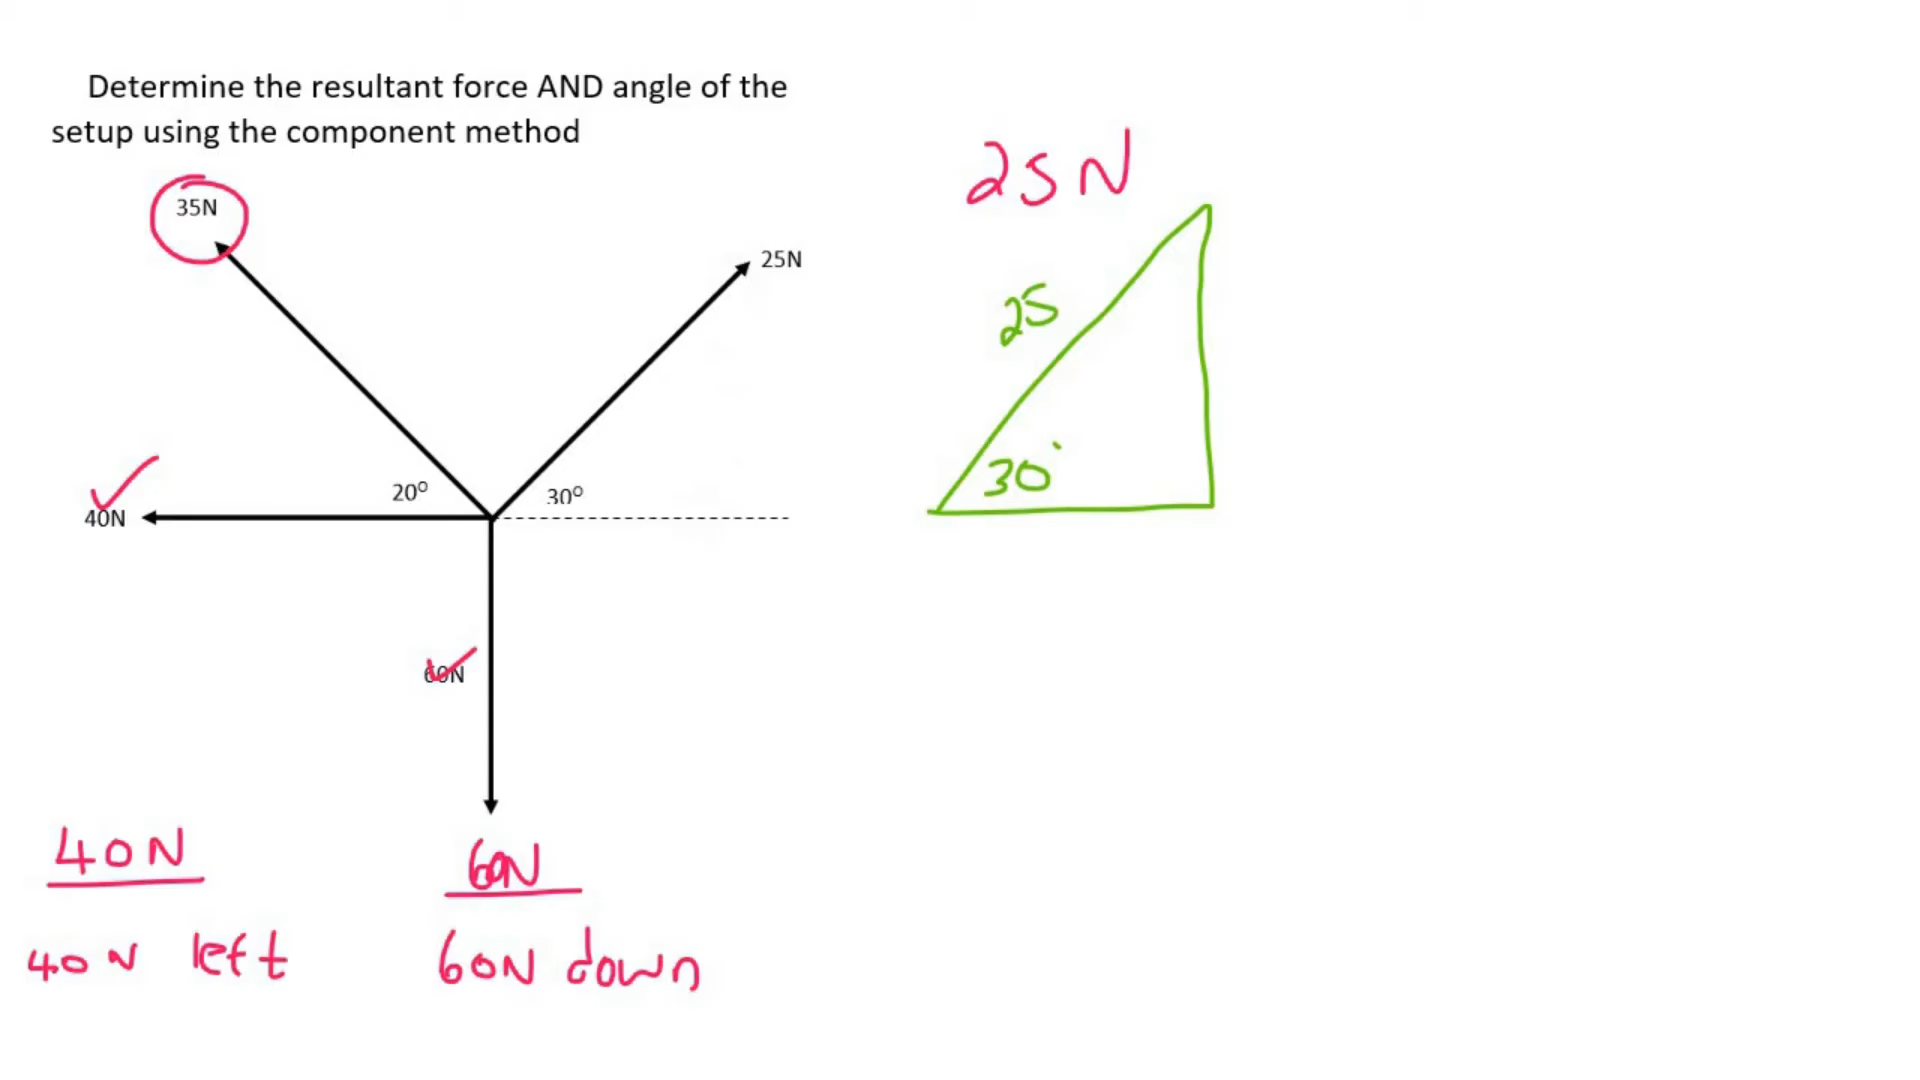 Determine the resultant force AND angle of the
setup using the component method
25N
35N
25N
25
30°
20°
30°
40N
60N
40N
60N
40N left
60N down